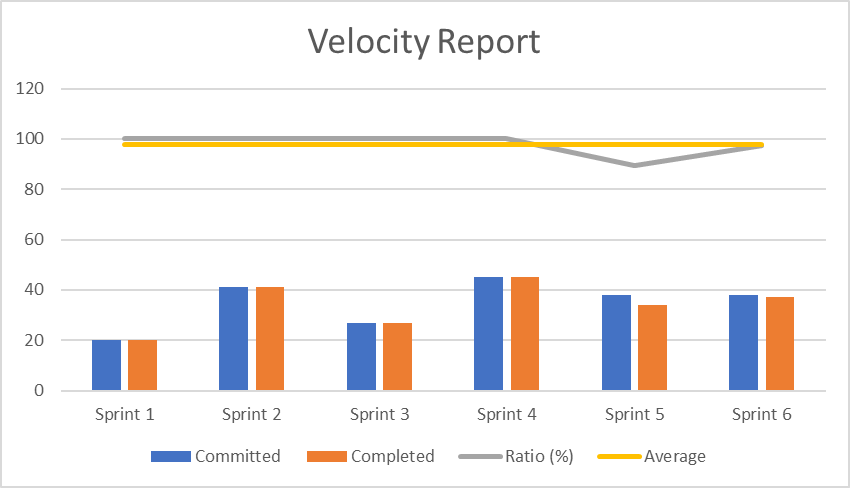 Velocity Report
120
100
80
60
40
20
0
Sprint 1 Sprint 2 Sprint 3 Sprint 4 Sprint 5 Sprint 6
Committed Completed Ratio (%) Average